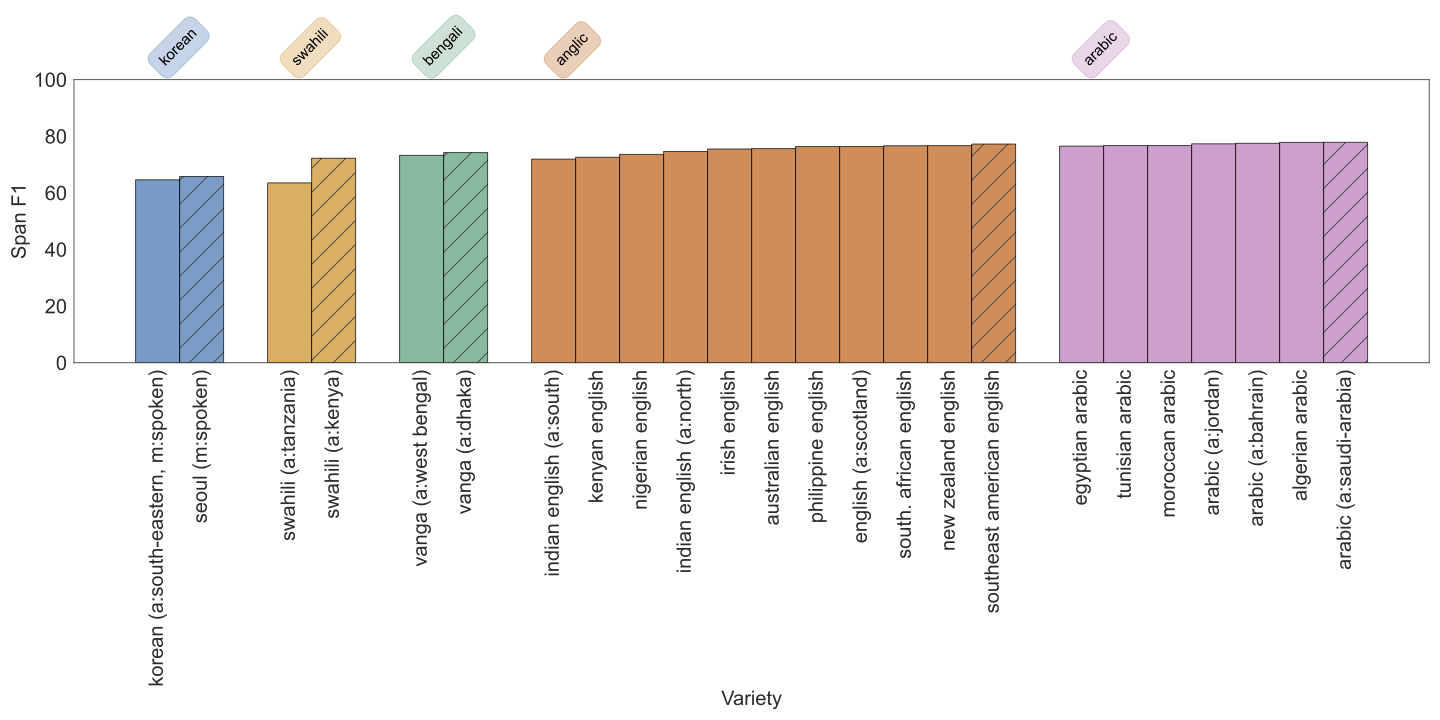 korean
swahili
bengali
anglic
arabic
100
80
60
40
20
0
Span F1
korean (a:south-eastern, m:spoken)
seoul (m:spoken)
swahili (a:tanzania)
swahili (a:kenya)
vanga (a:west bengal)
vanga (a:dhaka)
indian english (a:south)
kenyan english
nigerian english
indian english (a:north)
irish english
australian english
philippine english
english (a:scotland)
south. african english
new zealand english
southeast american english
egyptian arabic
tunisian arabic
moroccan arabic
arabic (a:jordan)
arabic (a:bahrain)
algerian arabic
arabic (a:saudi-arabia)
Variety